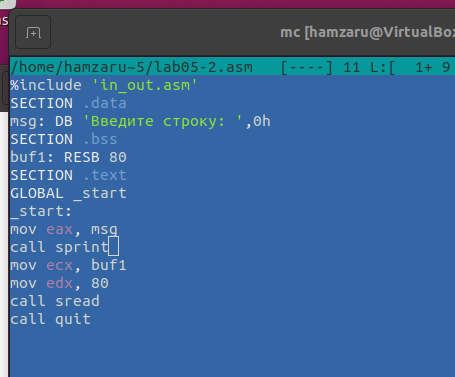 mc [hamzaru@VirtualBox
/home/hamzaru~5/lab05-2.asm [----] 11 L:[ 1+ 9
%include 'in_out.asm'
SECTION .data
msg: DB 'Введите строку: ',0h
SECTION .bss
buf1: RESB 80
SECTION .text
GLOBAL _start
_start:
mov eax, msg
call sprint
mov ecx, buf1
mov edx, 80
call sread
call quit